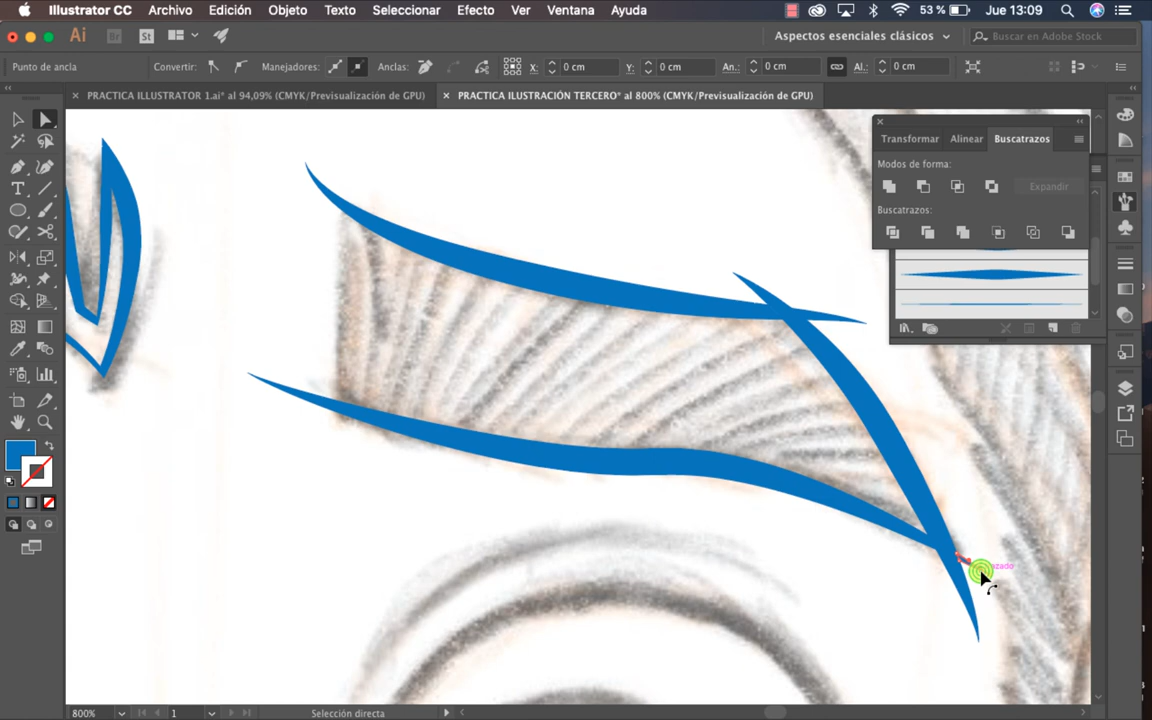 Illustrator CC Archivo Edición Objeto Texto Seleccionar Efecto Ver Ventana Ayuda 53 % Jue 13:09
Ai Br St Aspectos esenciales clásicos Buscar en Adobe Stock
Punto de ancla Convertir: Manejadores: Anclas: X: 0 cm Y: 0 cm An.: 0 cm Al.: 0 cm
PRACTICA ILLUSTRATOR 1.ai* al 94,09% (CMYK/Previsualización de GPU) PRACTICA ILUSTRACIÓN TERCERO* al 800% (CMYK/Previsualización de GPU)
Transformar Alinear Buscatrazos
Modos de forma:
Expandir
Buscatrazos:
800% 1 Selección directa